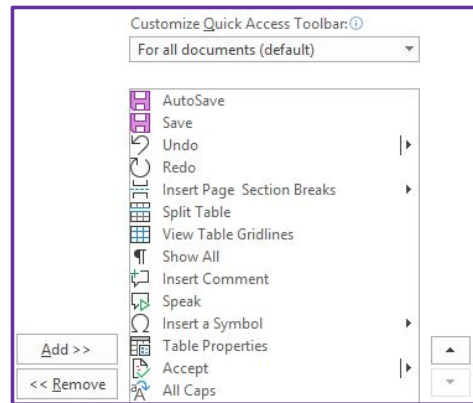 Customize Quick Access Toolbar:
For all documents (default)
AutoSave
Save
Undo
Redo
Insert Page Section Breaks
Split Table
View Table Gridlines
Show All
Insert Comment
Speak
Insert a Symbol
Table Properties
Accept
All Caps
Add >>
<< Remove